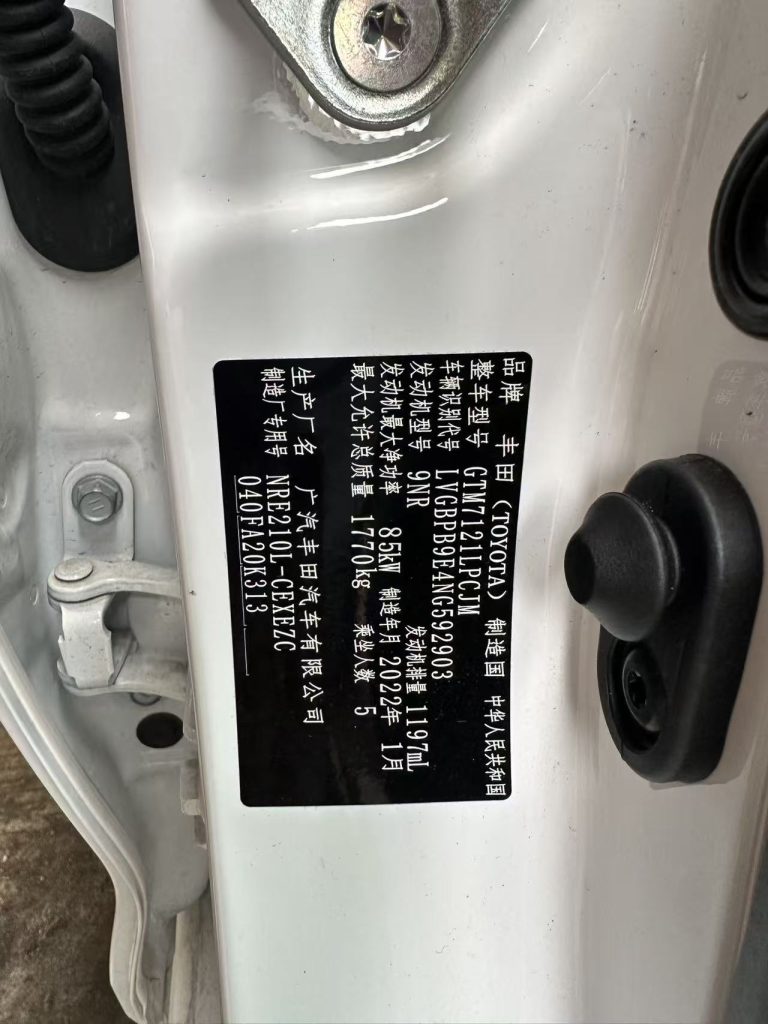 品牌 丰田（TOYOTA） 制造国 中华人民共和国
整车型号 GTM7121LPCJM
车辆识别代号 LVGBPB9E4NG592903
发动机型号 9NR 发动机排量 1197mL
发动机最大净功率 85kW 制造年月 2022年 1月
最大允许总质量 1770kg 乘坐人数 5
生产厂名 广汽丰田汽车有限公司
制造厂专用号 NRE210L-CEXEZC
040FA20K313